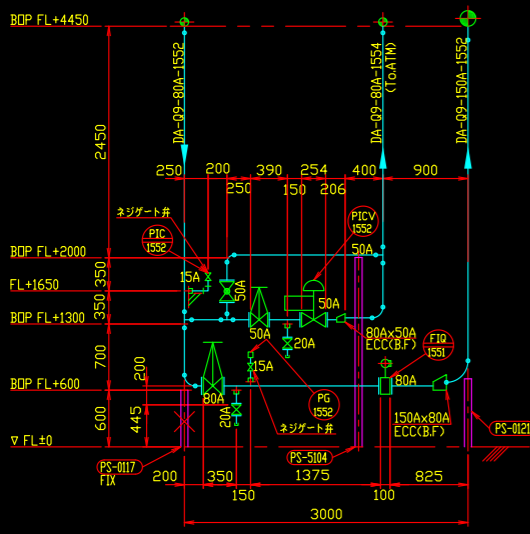 BOP FL+4450
DA-Q9-80A-1552
DA-Q9-80A-1554
(To.ATM)
DA-Q9-150A-1552
2450
250
200
390
254
400
900
250
150
206
ネジゲート弁
PIC
1552
PICV
1552
BOP FL+2000
50A
350
15A
50A
FL+1650
350
50A
BOP FL+1300
50A
80Ax50A
ECC(B.F)
FIQ
1551
20A
700
200
15A
BOP FL+600
80A
80A
PG
1552
600
445
20A
150Ax80A
ECC(B.F)
ネジゲート弁
PS-0121
▽ FL±0
PS-0117
FIX
PS-5104
200
350
1375
825
150
100
3000